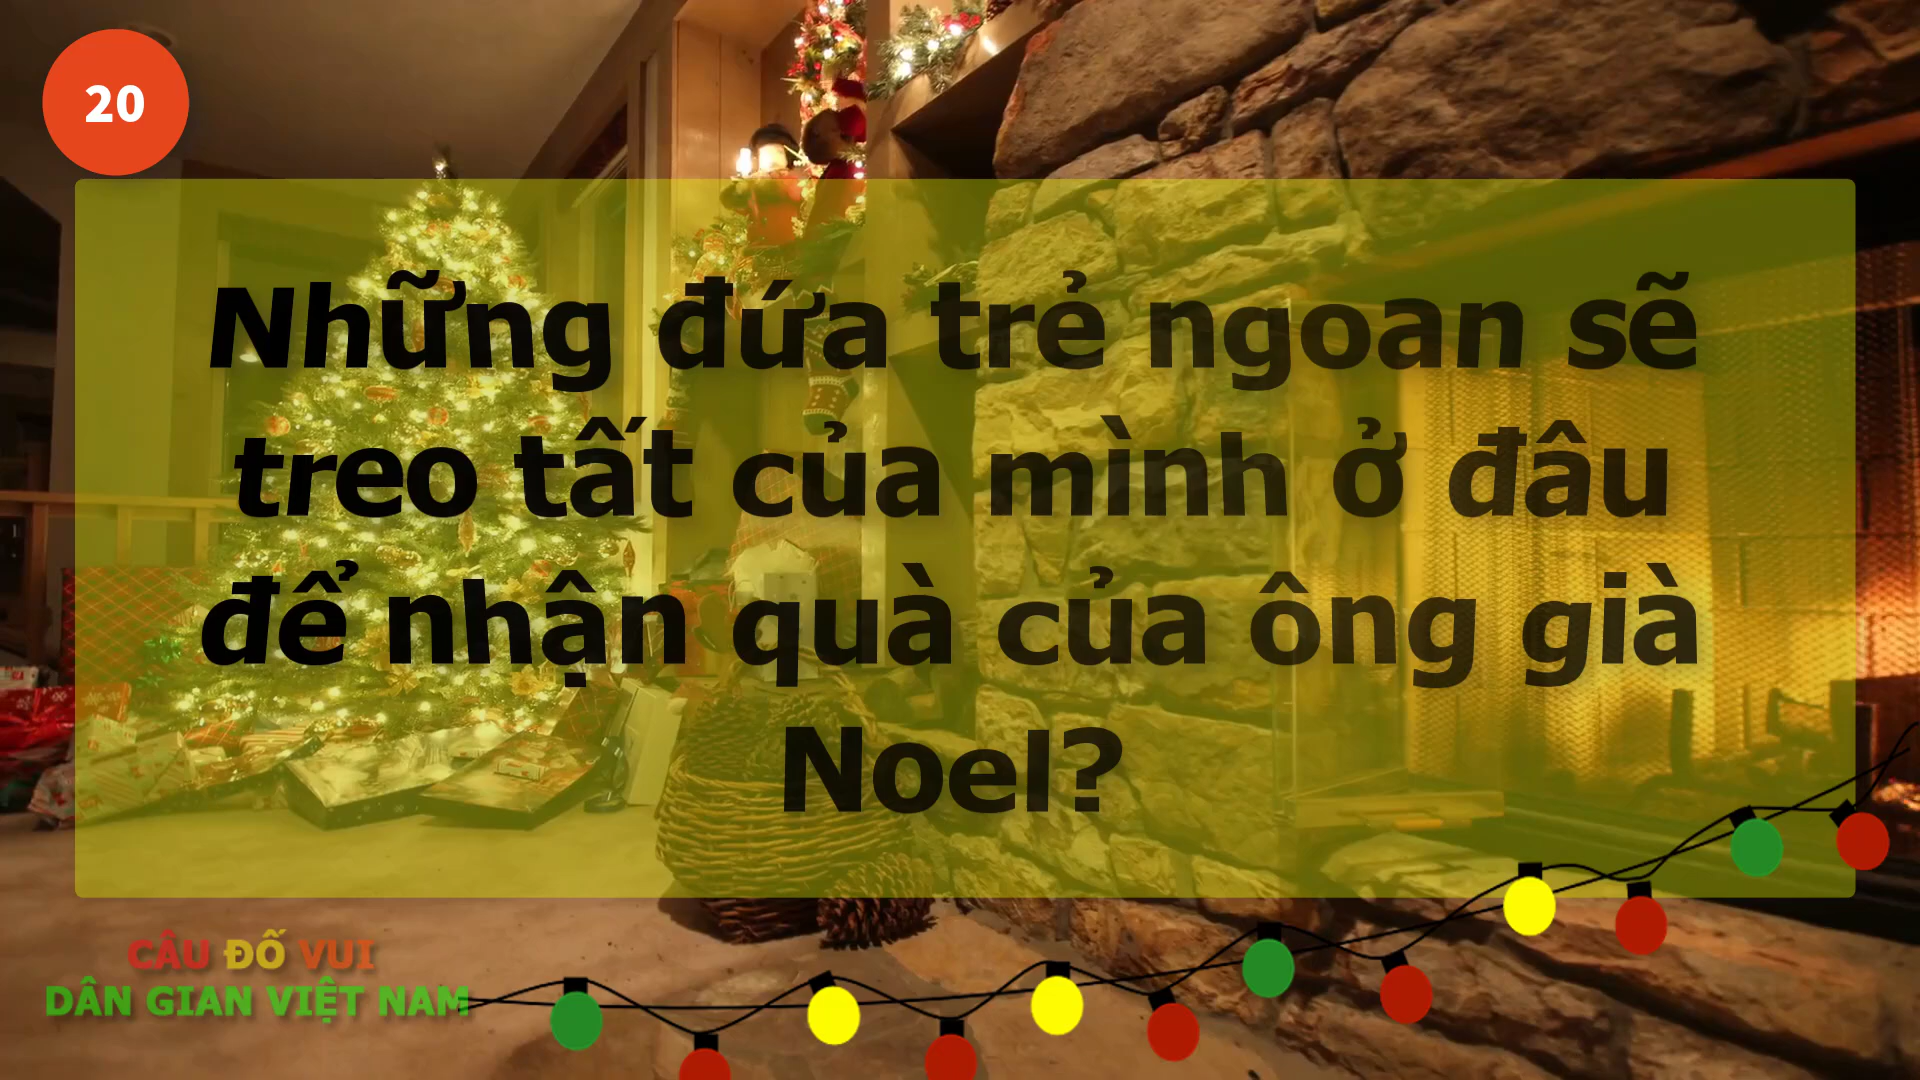 20
Những đứa trẻ ngoan sẽ
treo tất của mình ở đâu
để nhận quà của ông già
Noel?
CÂU ĐỐ VUI
DÂN GIAN VIỆT NAM